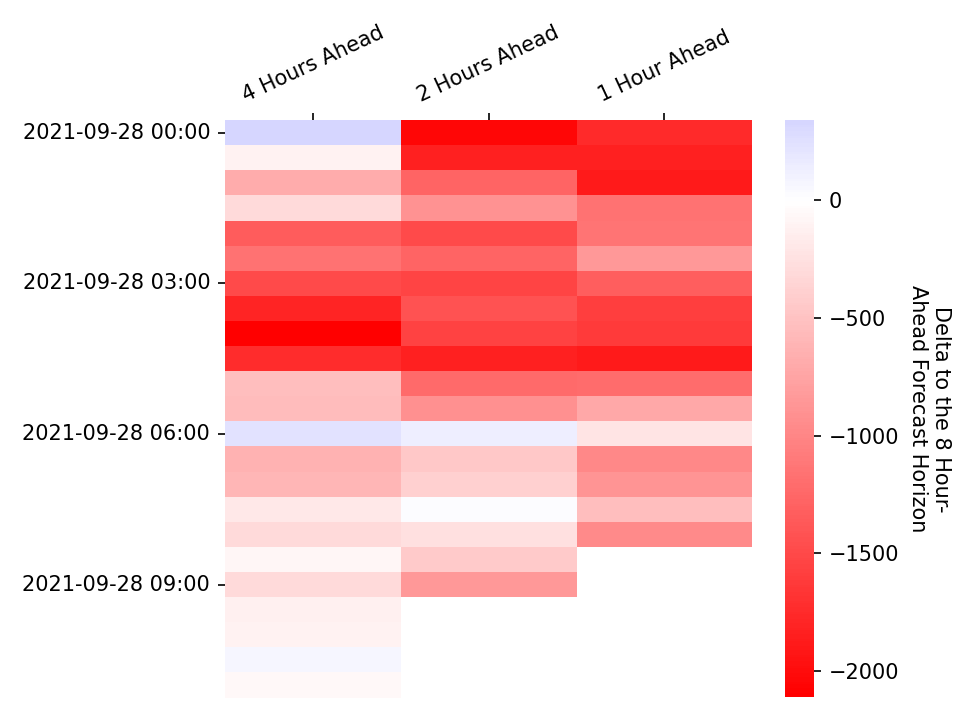 4 Hours Ahead
2 Hours Ahead
1 Hour Ahead
2021-09-28 00:00
2021-09-28 03:00
2021-09-28 06:00
2021-09-28 09:00
0
−500
−1000
−1500
−2000
Delta to the 8 Hour-
Ahead Forecast Horizon